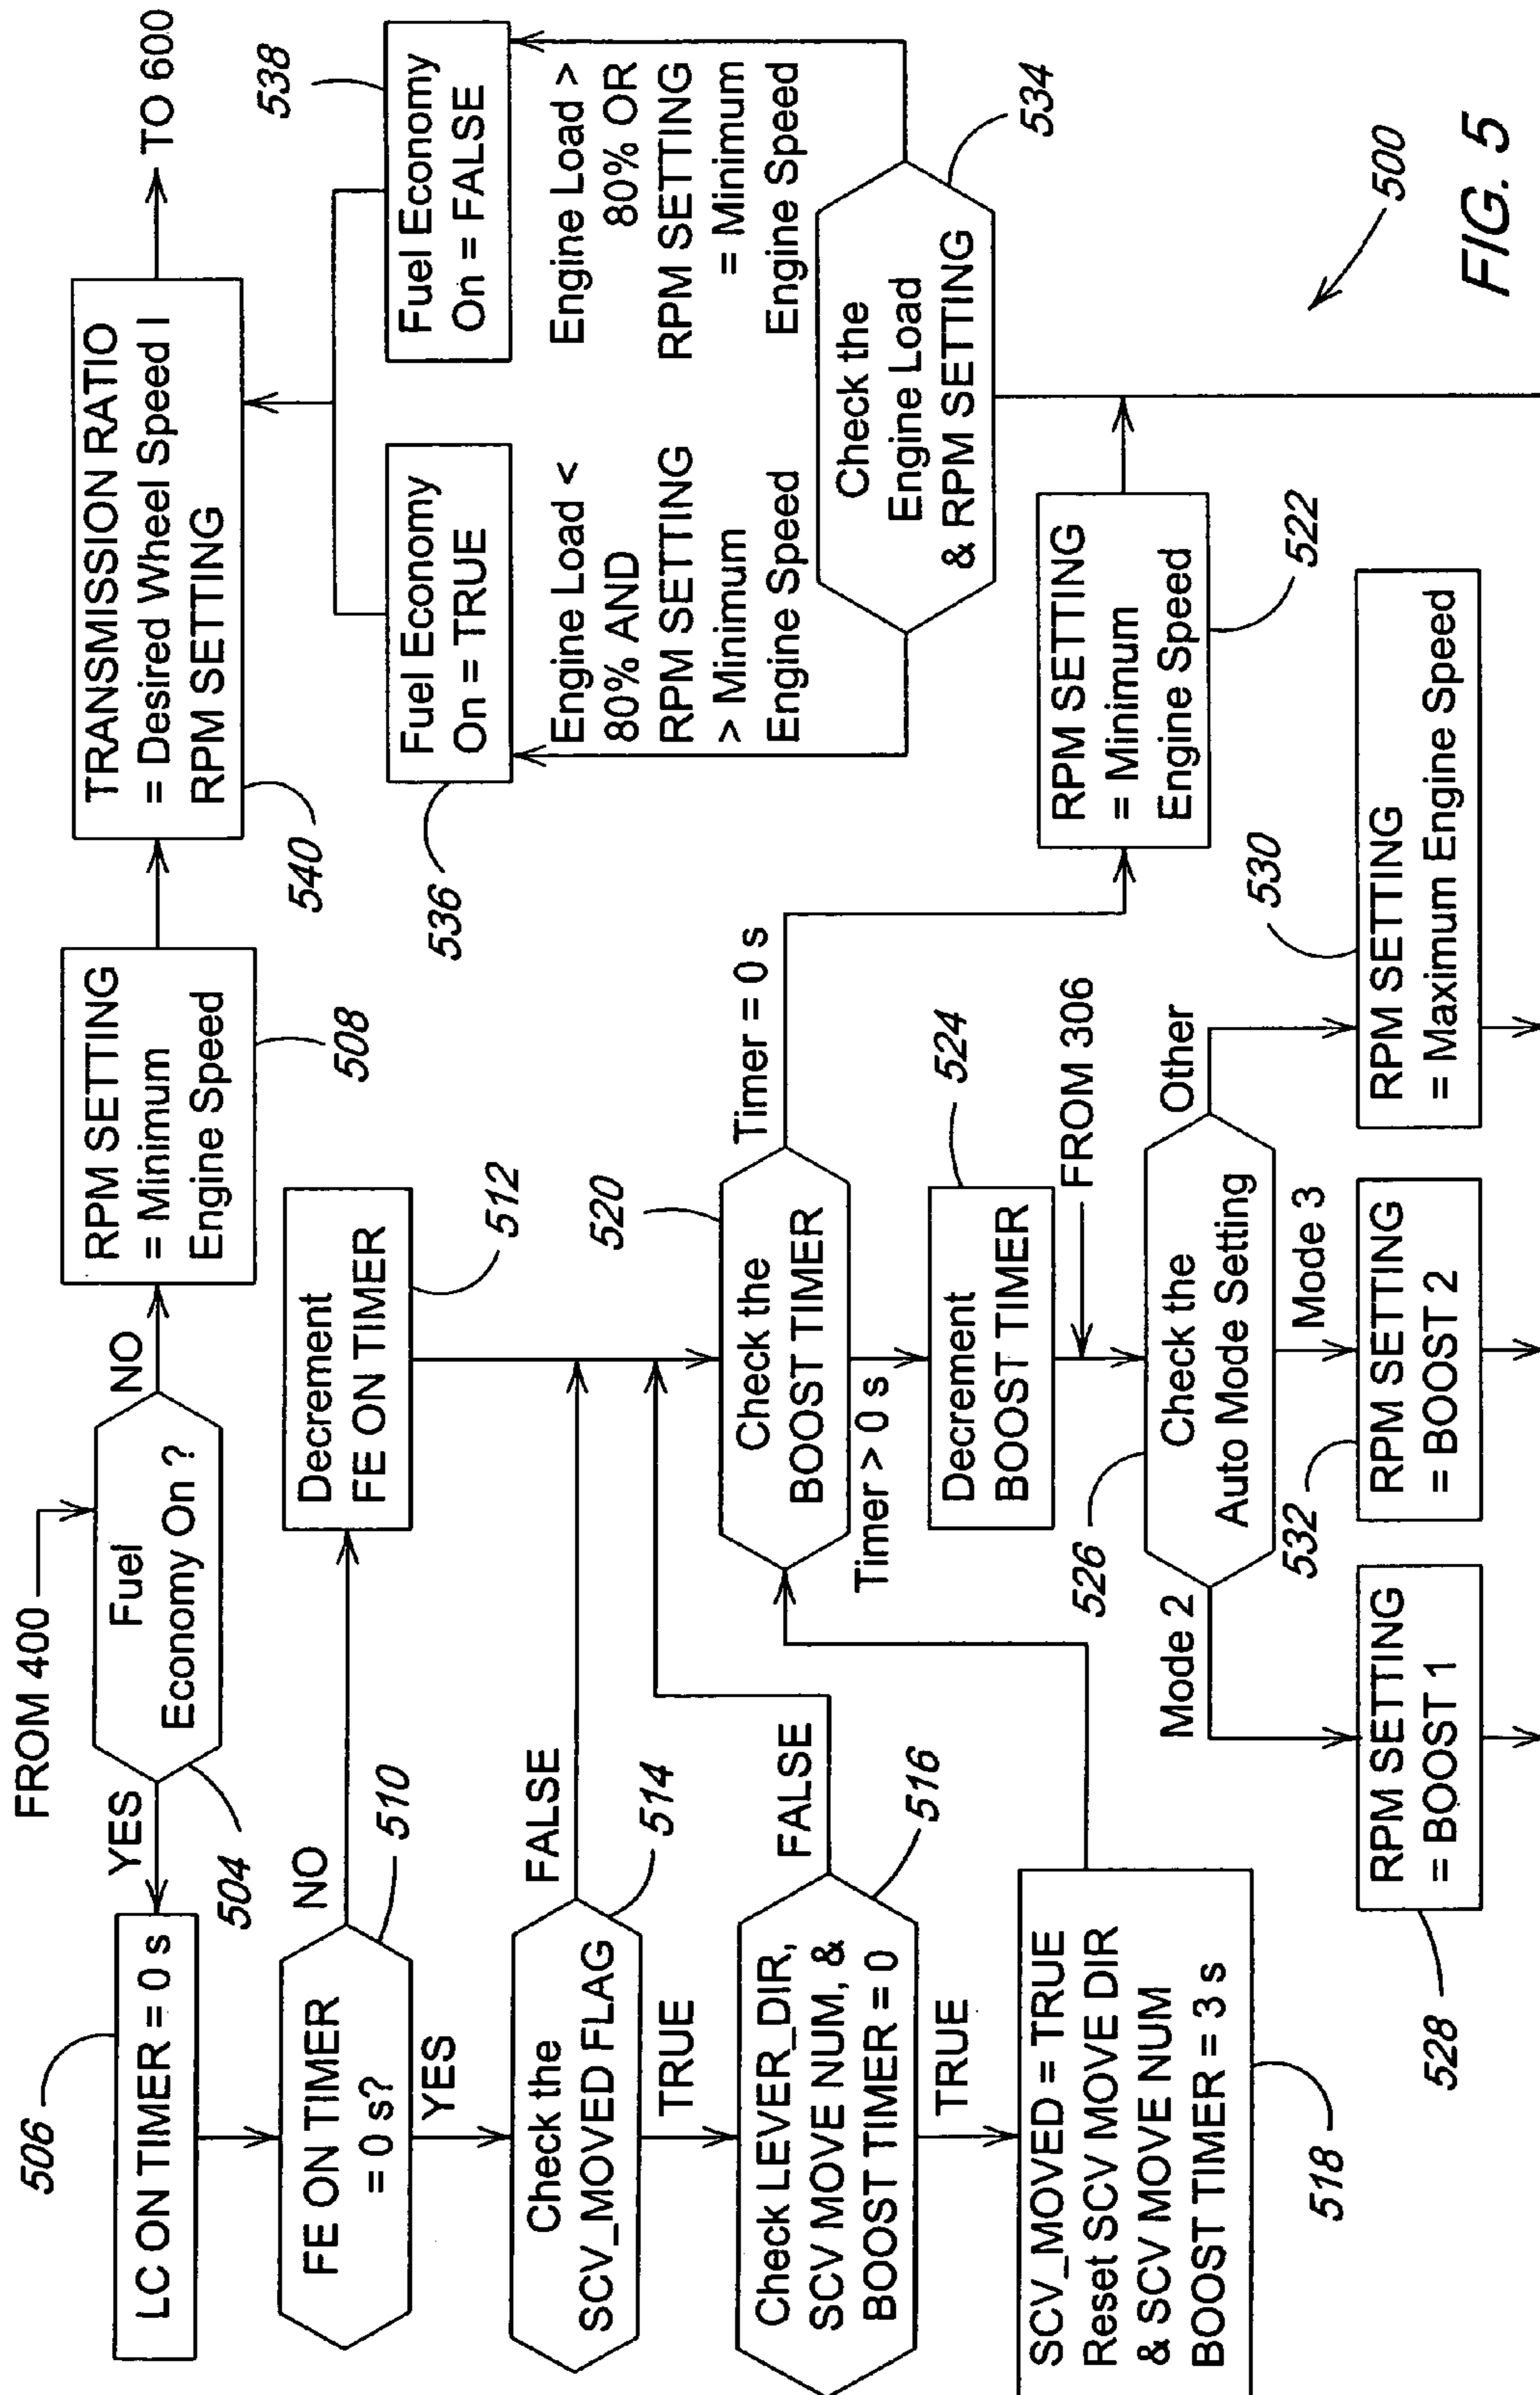 FROM 400
Fuel
Economy On ?
YES
NO
504
506
LC ON TIMER = 0 s
RPM SETTING
= Minimum
Engine Speed
508
TRANSMISSION RATIO
= Desired Wheel Speed I
RPM SETTING
540
TO 600
FE ON TIMER
= 0 s?
510
NO
YES
Decrement
FE ON TIMER
512
Fuel Economy
On = TRUE
536
Fuel Economy
On = FALSE
538
Check the
SCV_MOVED FLAG
514
FALSE
TRUE
Engine Load <
80% AND
RPM SETTING
> Minimum
Engine Speed
Engine Load >
80% OR
RPM SETTING
= Minimum
Engine Speed
Check LEVER_DIR,
SCV MOVE NUM, &
BOOST TIMER = 0
516
FALSE
TRUE
Check the
BOOST TIMER
520
Timer = 0 s
Timer > 0 s
Check the
Engine Load
& RPM SETTING
534
SCV_MOVED = TRUE
Reset SCV MOVE DIR
& SCV MOVE NUM
BOOST TIMER = 3 s
518
Decrement
BOOST TIMER
524
FROM 306
RPM SETTING
= Minimum
Engine Speed
522
Check the
Auto Mode Setting
526
Mode 2
Mode 3
Other
RPM SETTING
= BOOST 1
528
RPM SETTING
= BOOST 2
532
RPM SETTING
= Maximum Engine Speed
530
500
FIG. 5